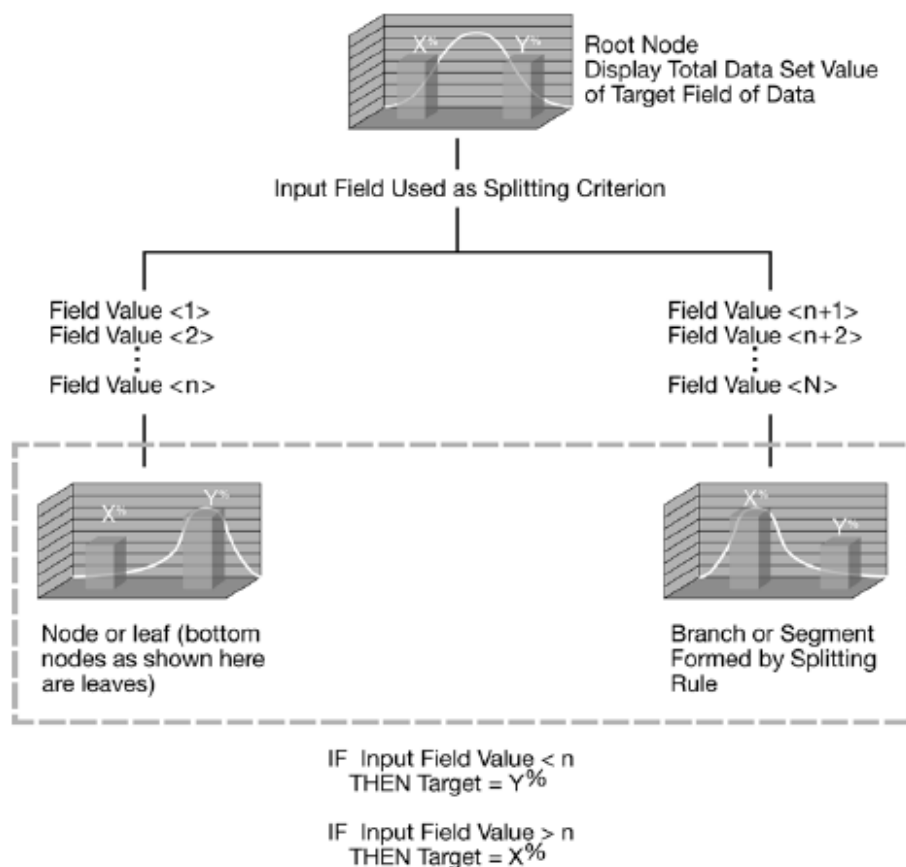 X%
Y%
Root Node
Display Total Data Set Value
of Target Field of Data
Input Field Used as Splitting Criterion
Field Value <1>
Field Value <2>
Field Value <n>
Field Value <n+1>
Field Value <n+2>
Field Value <N>
X%
Y%
Node or leaf (bottom
nodes as shown here
are leaves)
X%
Y%
Branch or Segment
Formed by Splitting
Rule
IF Input Field Value < n
THEN Target = Y%
IF Input Field Value > n
THEN Target = X%